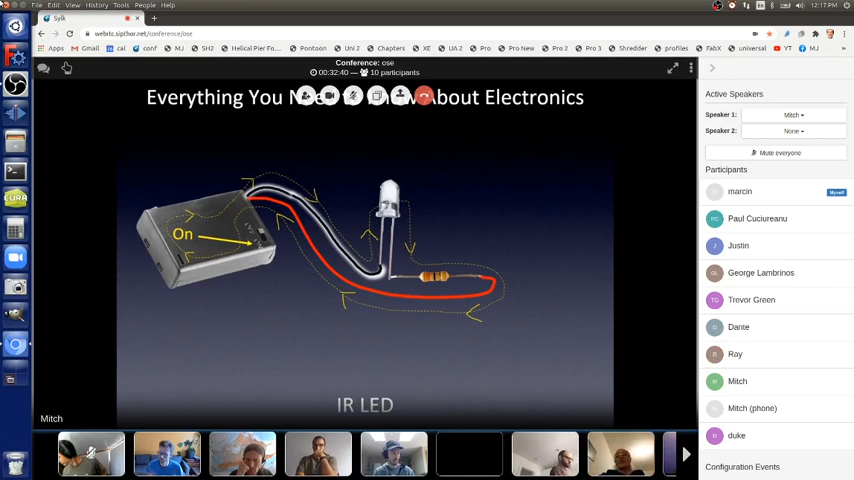 File Edit View History Tools People Help
12:17 PM
Sylk
webrtc.sipthor.net/conference/ose
Apps Gmail cal conf MJ SH2 Helical Pier Fo... Pontoon Uni 2 Chapters XE UA 2 Pro Pro New Pro 2 Pro 3 Shredder profiles FabX universal YT MJ
Conference: ose
00:32:40 — 10 participants
Everything You Need to Know About Electronics
On
IR LED
Mitch
Active Speakers
Speaker 1: Mitch
Speaker 2: None
Mute everyone
Participants
marcin Myself
PC Paul Cuciureanu
Justin
GL George Lambrinos
TG Trevor Green
Dante
Ray
Mitch
Mitch (phone)
duke
Configuration Events
CURA